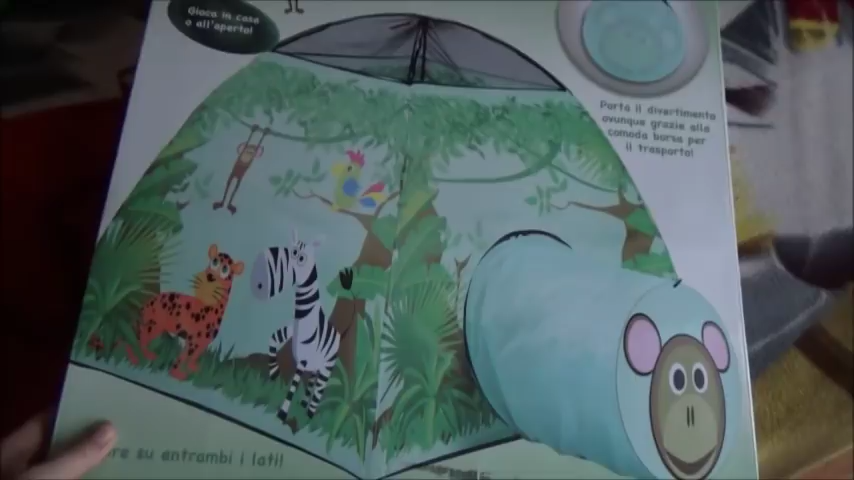 Gioca in casa
o all'aperto!
Porta il divertimento
ovunque grazie alla
comoda borsa per
il trasporto!
su entrambi i lati!